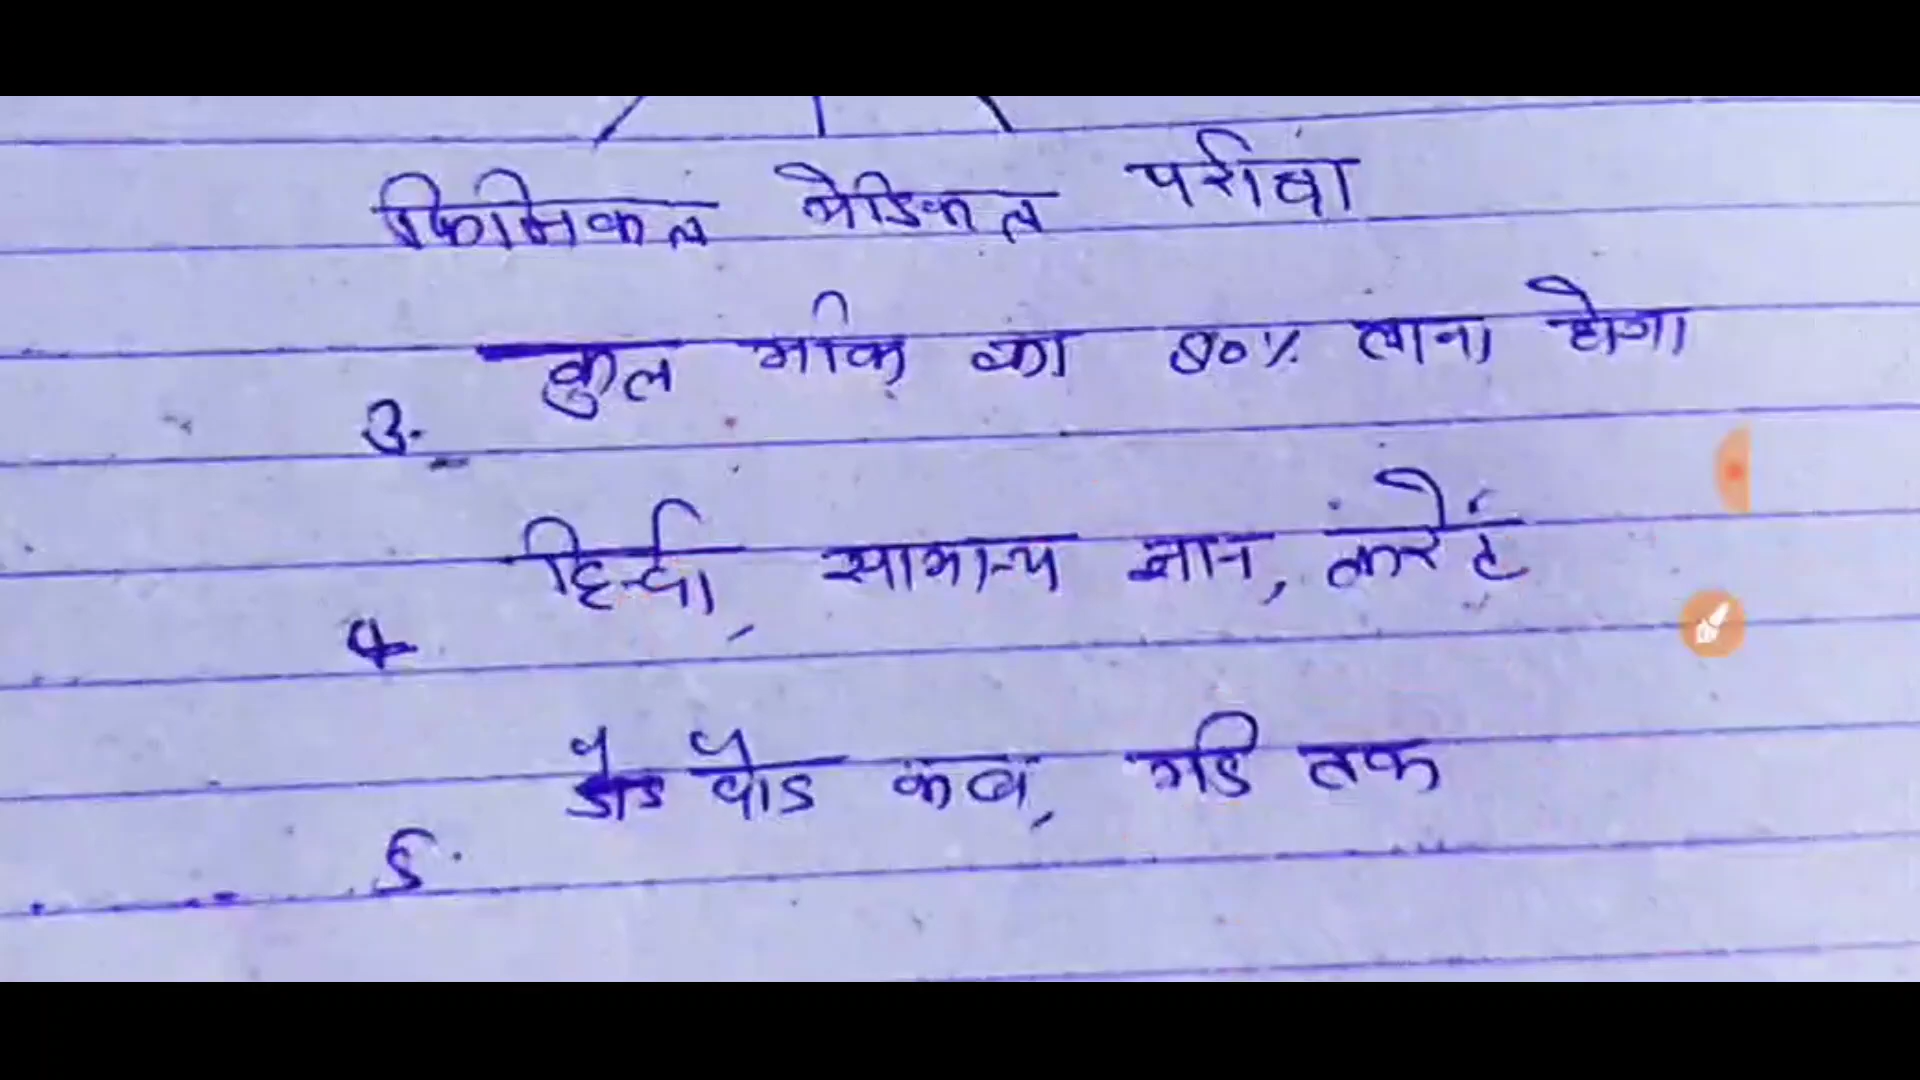 फिजिकल मेडिकल परीक्षा
कुल मार्क का 80% लाना होगा
3.
हिन्दी, सामान्य ज्ञान, करेंट
4
कब, तक
5.